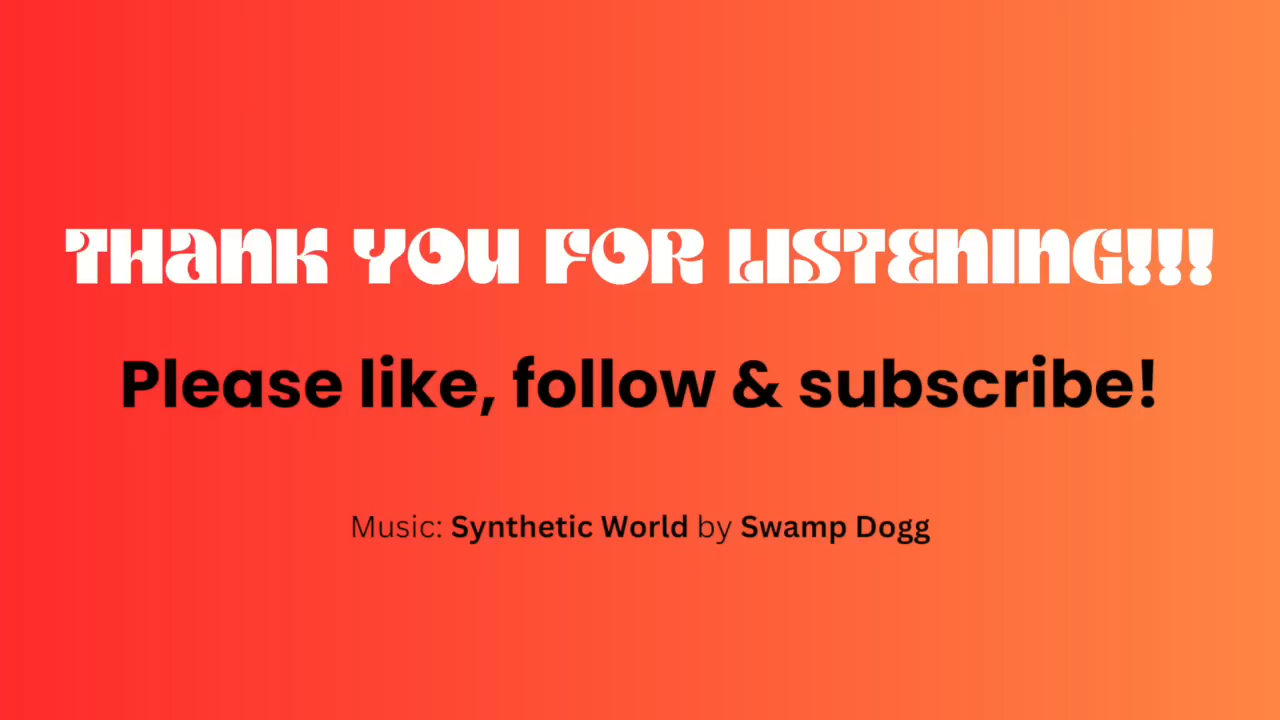 THANK YOU FOR LISTENING!!!
Please like, follow & subscribe!
Music: Synthetic World by Swamp Dogg